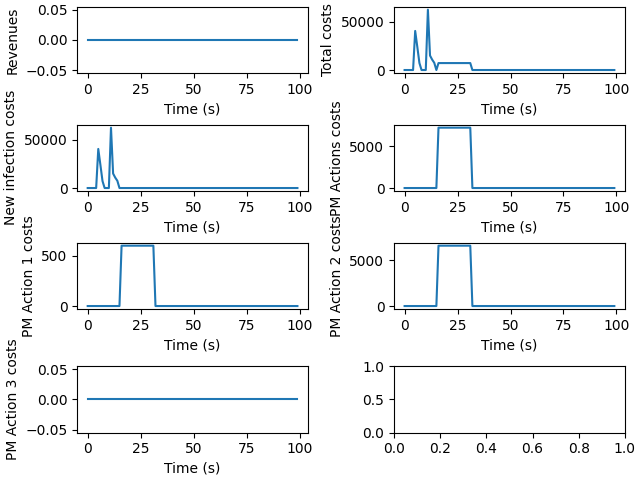 Revenues
0.05
0.00
−0.05
0 25 50 75 100
Time (s)
Total costs
50000
0
0 25 50 75 100
Time (s)
New infection costs
50000
0
0 25 50 75 100
Time (s)
PM Actions costs
5000
0
0 25 50 75 100
Time (s)
PM Action 1 costs
500
0
0 25 50 75 100
Time (s)
PM Action 2 costs
5000
0
0 25 50 75 100
Time (s)
PM Action 3 costs
0.05
0.00
−0.05
0 25 50 75 100
Time (s)
1.0
0.5
0.0
0.0 0.2 0.4 0.6 0.8 1.0